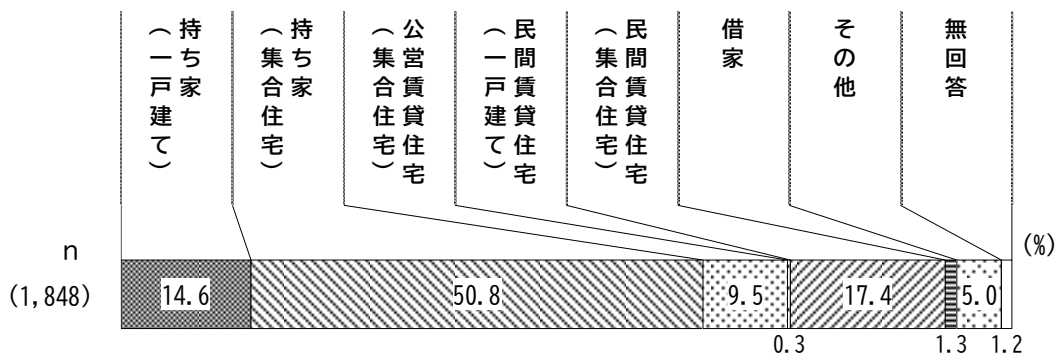 持ち家
（一戸建て）
持ち家
（集合住宅）
公営賃貸住宅
（集合住宅）
民間賃貸住宅
（一戸建て）
民間賃貸住宅
（集合住宅）
借家
その他
無回答
n
(%)
(1,848)
14.6
50.8
9.5
17.4
5.0
0.3
1.3
1.2